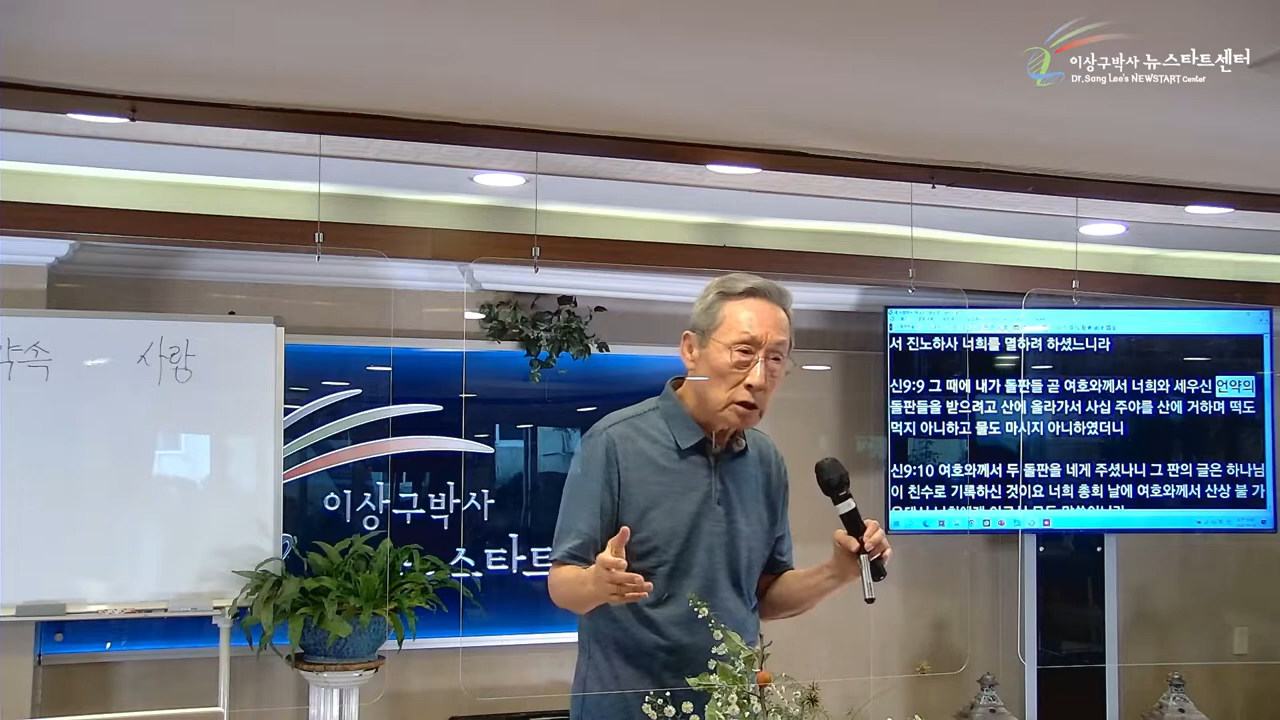 이상구박사 뉴스타트센터
Dr. Sang Lee's NEWSTART Center
약속 사랑
이상구박사
스타트
서 진노하사 너희를 멸하려 하셨느니라
신9:9 그 때에 내가 돌판들 곧 여호와께서 너희와 세우신 언약의
돌판들을 받으려고 산에 올라가서 사십 주야를 산에 거하며 떡도
먹지 아니하고 물도 마시지 아니하였더니
신9:10 여호와께서 두 돌판을 네게 주셨나니 그 판의 글은 하나님
이 친수로 기록하신 것이요 너희 총회 날에 여호와께서 산상 불 가